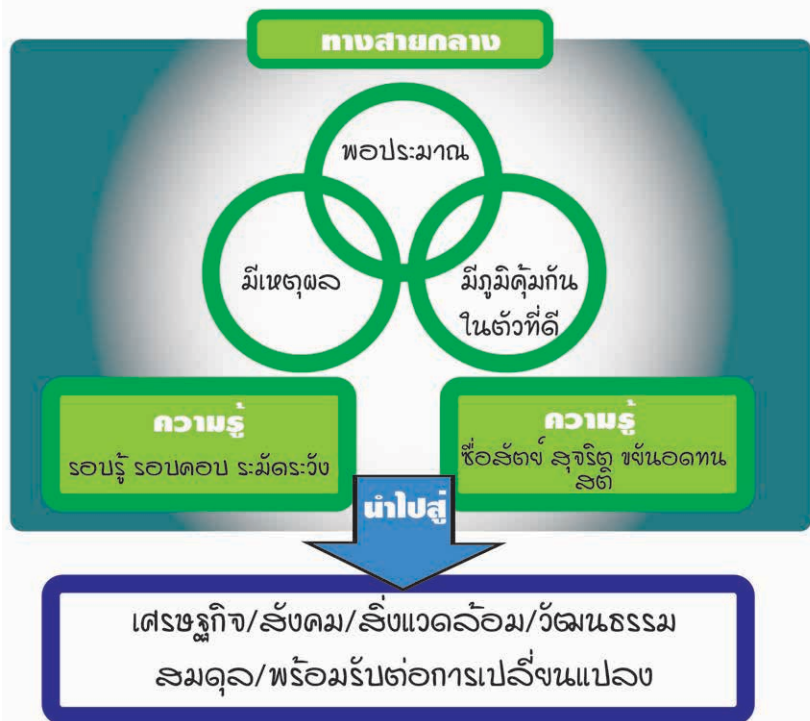 ทางสายกลาง
พอประมาณ
มีเหตุผล
มีภูมิคุ้มกัน
ในตัวที่ดี
ความรู้
รอบรู้ รอบคอบ ระมัดระวัง
ความรู้
ซื่อสัตย์ สุจริต ขยันอดทน
สติ
นำไปสู่
เศรษฐกิจ/สังคม/สิ่งแวดล้อม/วัฒนธรรม
สมดุล/พร้อมรับต่อการเปลี่ยนแปลง